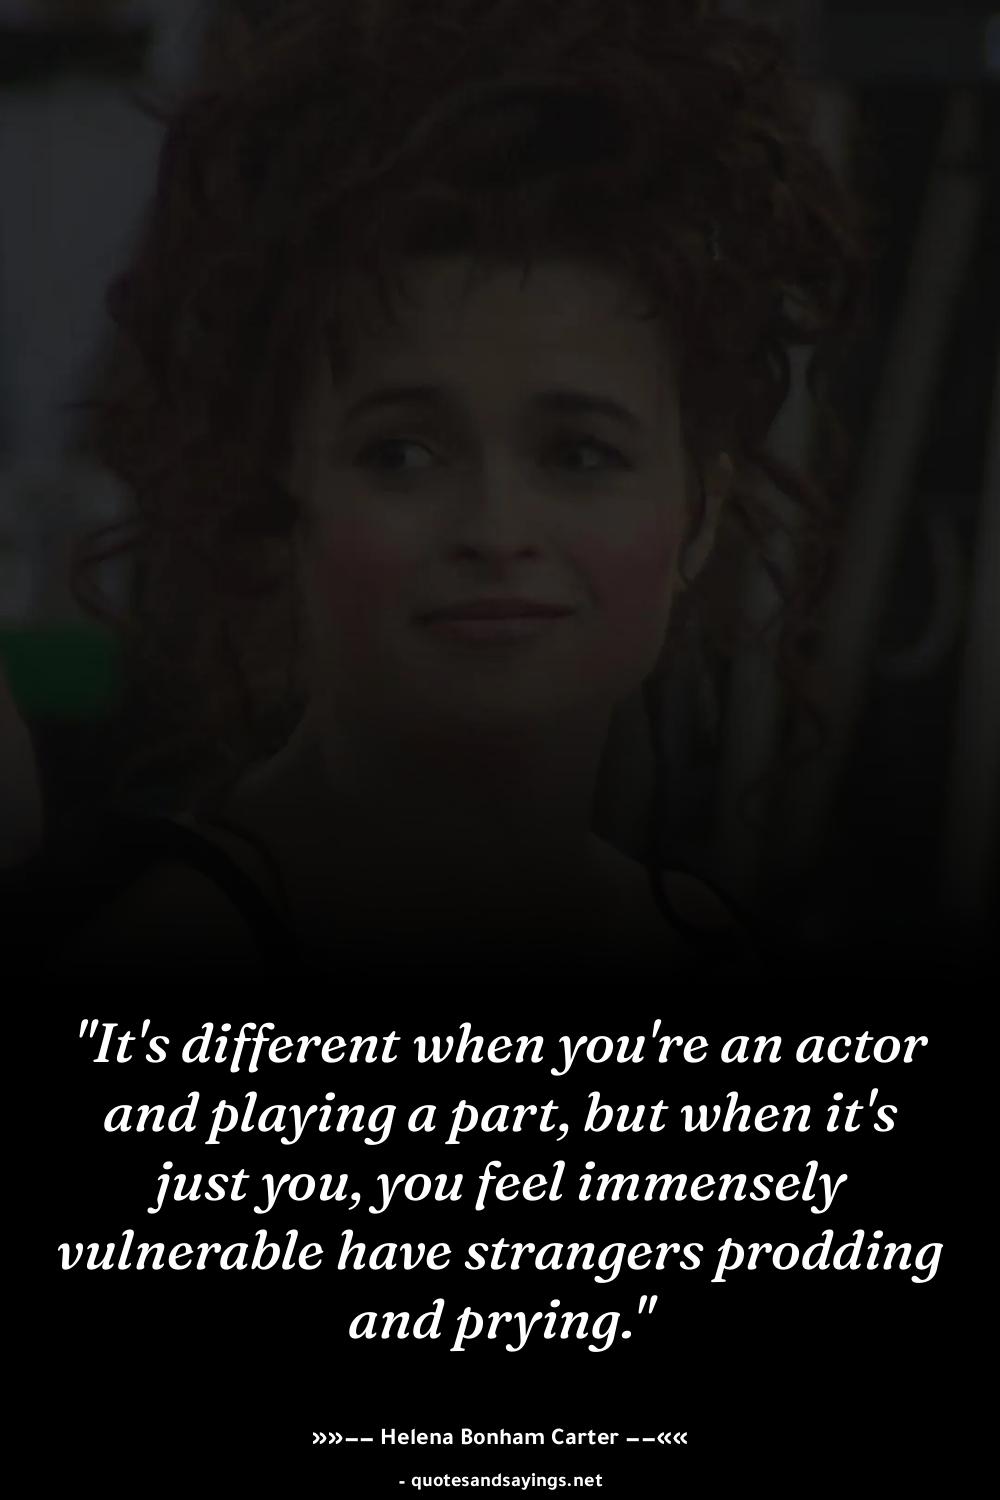 "It's different when you're an actor
and playing a part, but when it's
just you, you feel immensely
vulnerable have strangers prodding
and prying."
»»–– Helena Bonham Carter ––««
- quotesandsayings.net